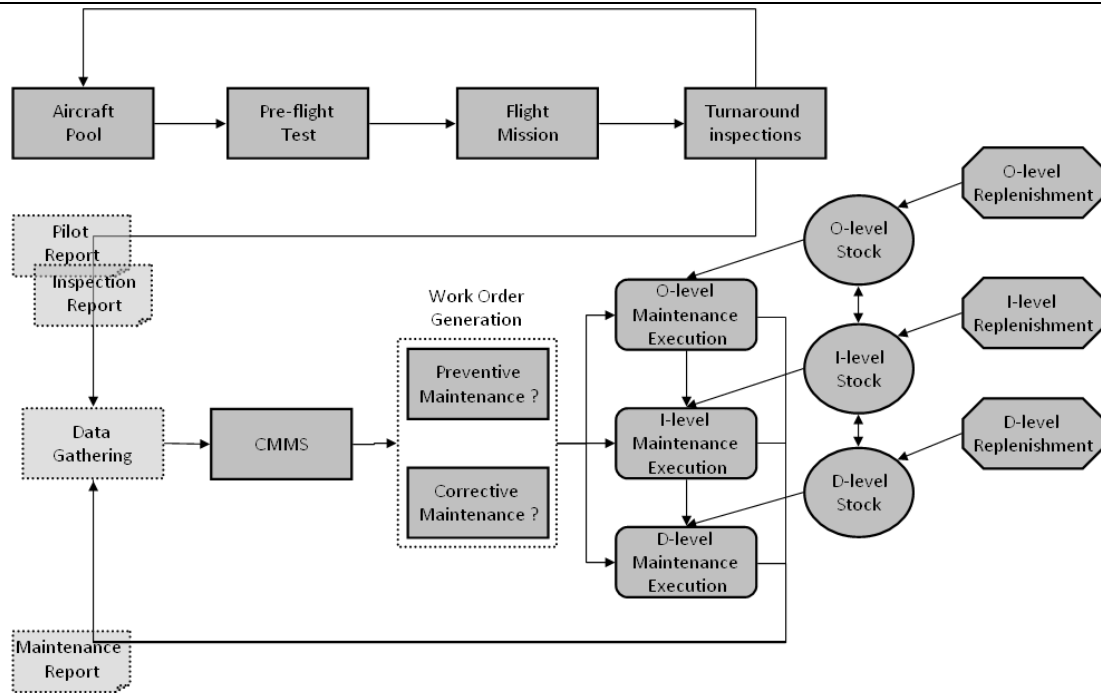 Aircraft
Pool
Pre-flight
Test
Flight
Mission
Turnaround
inspections
O-level
Replenishment
Pilot
Report
O-level
Stock
Inspection
Report
Work Order
Generation
O-level
Maintenance
Execution
I-level
Replenishment
Preventive
Maintenance ?
I-level
Stock
Data
Gathering
CMMS
I-level
Maintenance
Execution
D-level
Replenishment
Corrective
Maintenance ?
D-level
Stock
D-level
Maintenance
Execution
Maintenance
Report